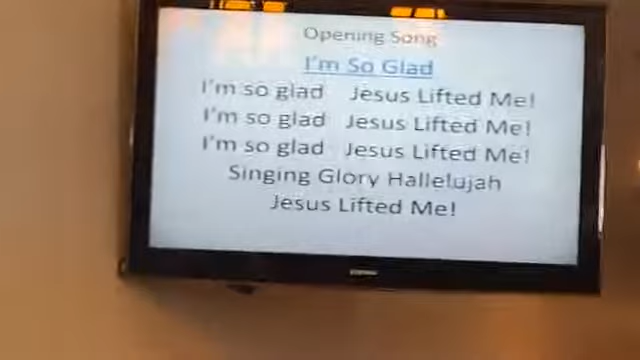 Opening Song
I'm So Glad
I'm so glad Jesus Lifted Me!
I'm so glad Jesus Lifted Me!
I'm so glad Jesus Lifted Me!
Singing Glory Hallelujah
Jesus Lifted Me!